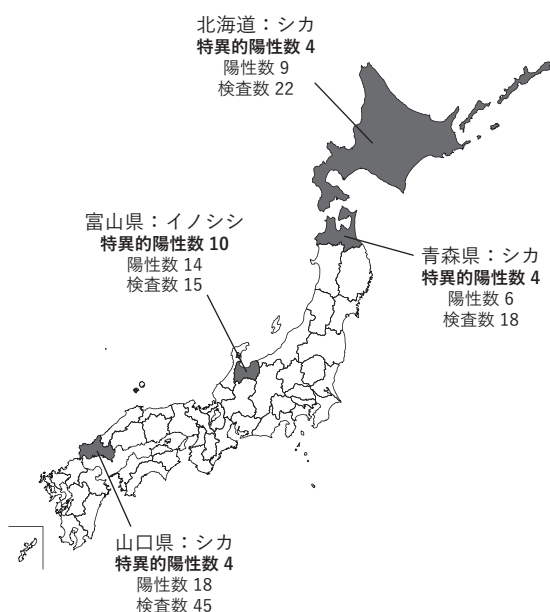 北海道：シカ
特異的陽性数 4
陽性数 9
検査数 22
富山県：イノシシ
特異的陽性数 10
陽性数 14
検査数 15
青森県：シカ
特異的陽性数 4
陽性数 6
検査数 18
山口県：シカ
特異的陽性数 4
陽性数 18
検査数 45